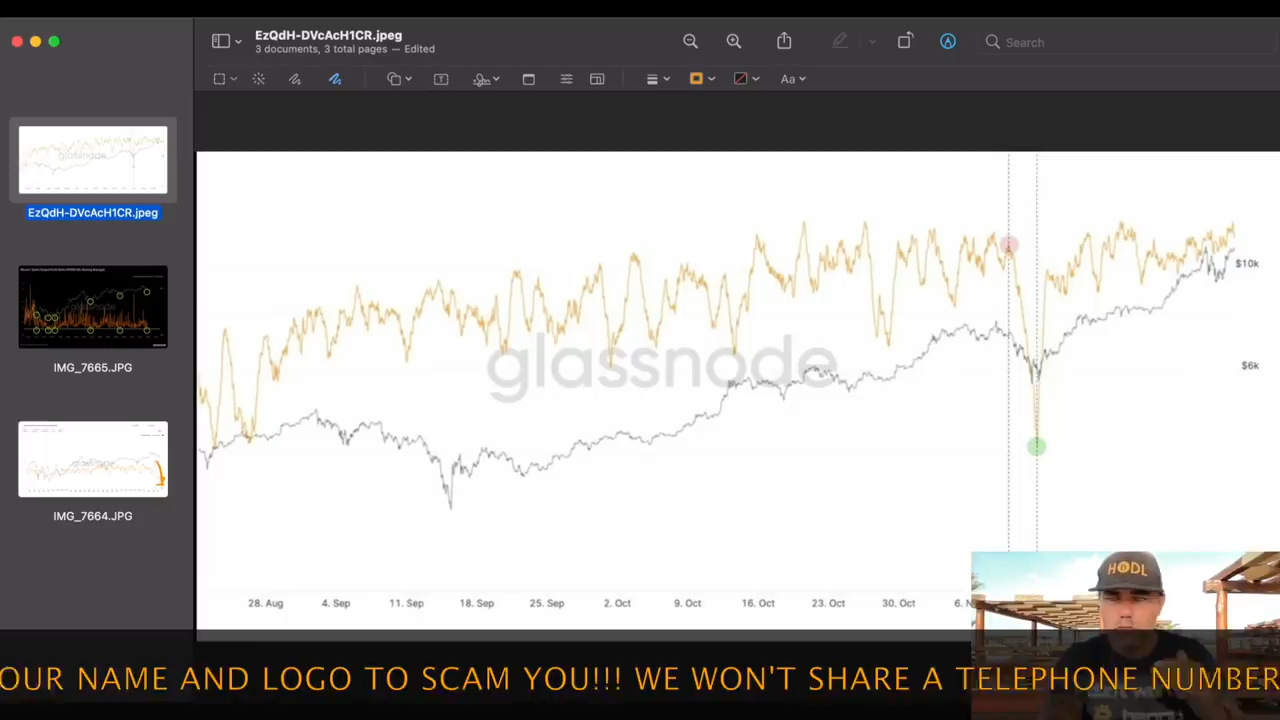 EzQdH-DVcAcH1CR.jpeg
3 documents, 3 total pages — Edited
Search
Aa
glassnode
EzQdH-DVcAcH1CR.jpeg
IMG_7665.JPG
IMG_7664.JPG
glassnode
$10k
$6k
28. Aug
4. Sep
11. Sep
18. Sep
25. Sep
2. Oct
9. Oct
16. Oct
23. Oct
30. Oct
HODL
OUR NAME AND LOGO TO SCAM YOU!!! WE WON'T SHARE A TELEPHONE NUMBER